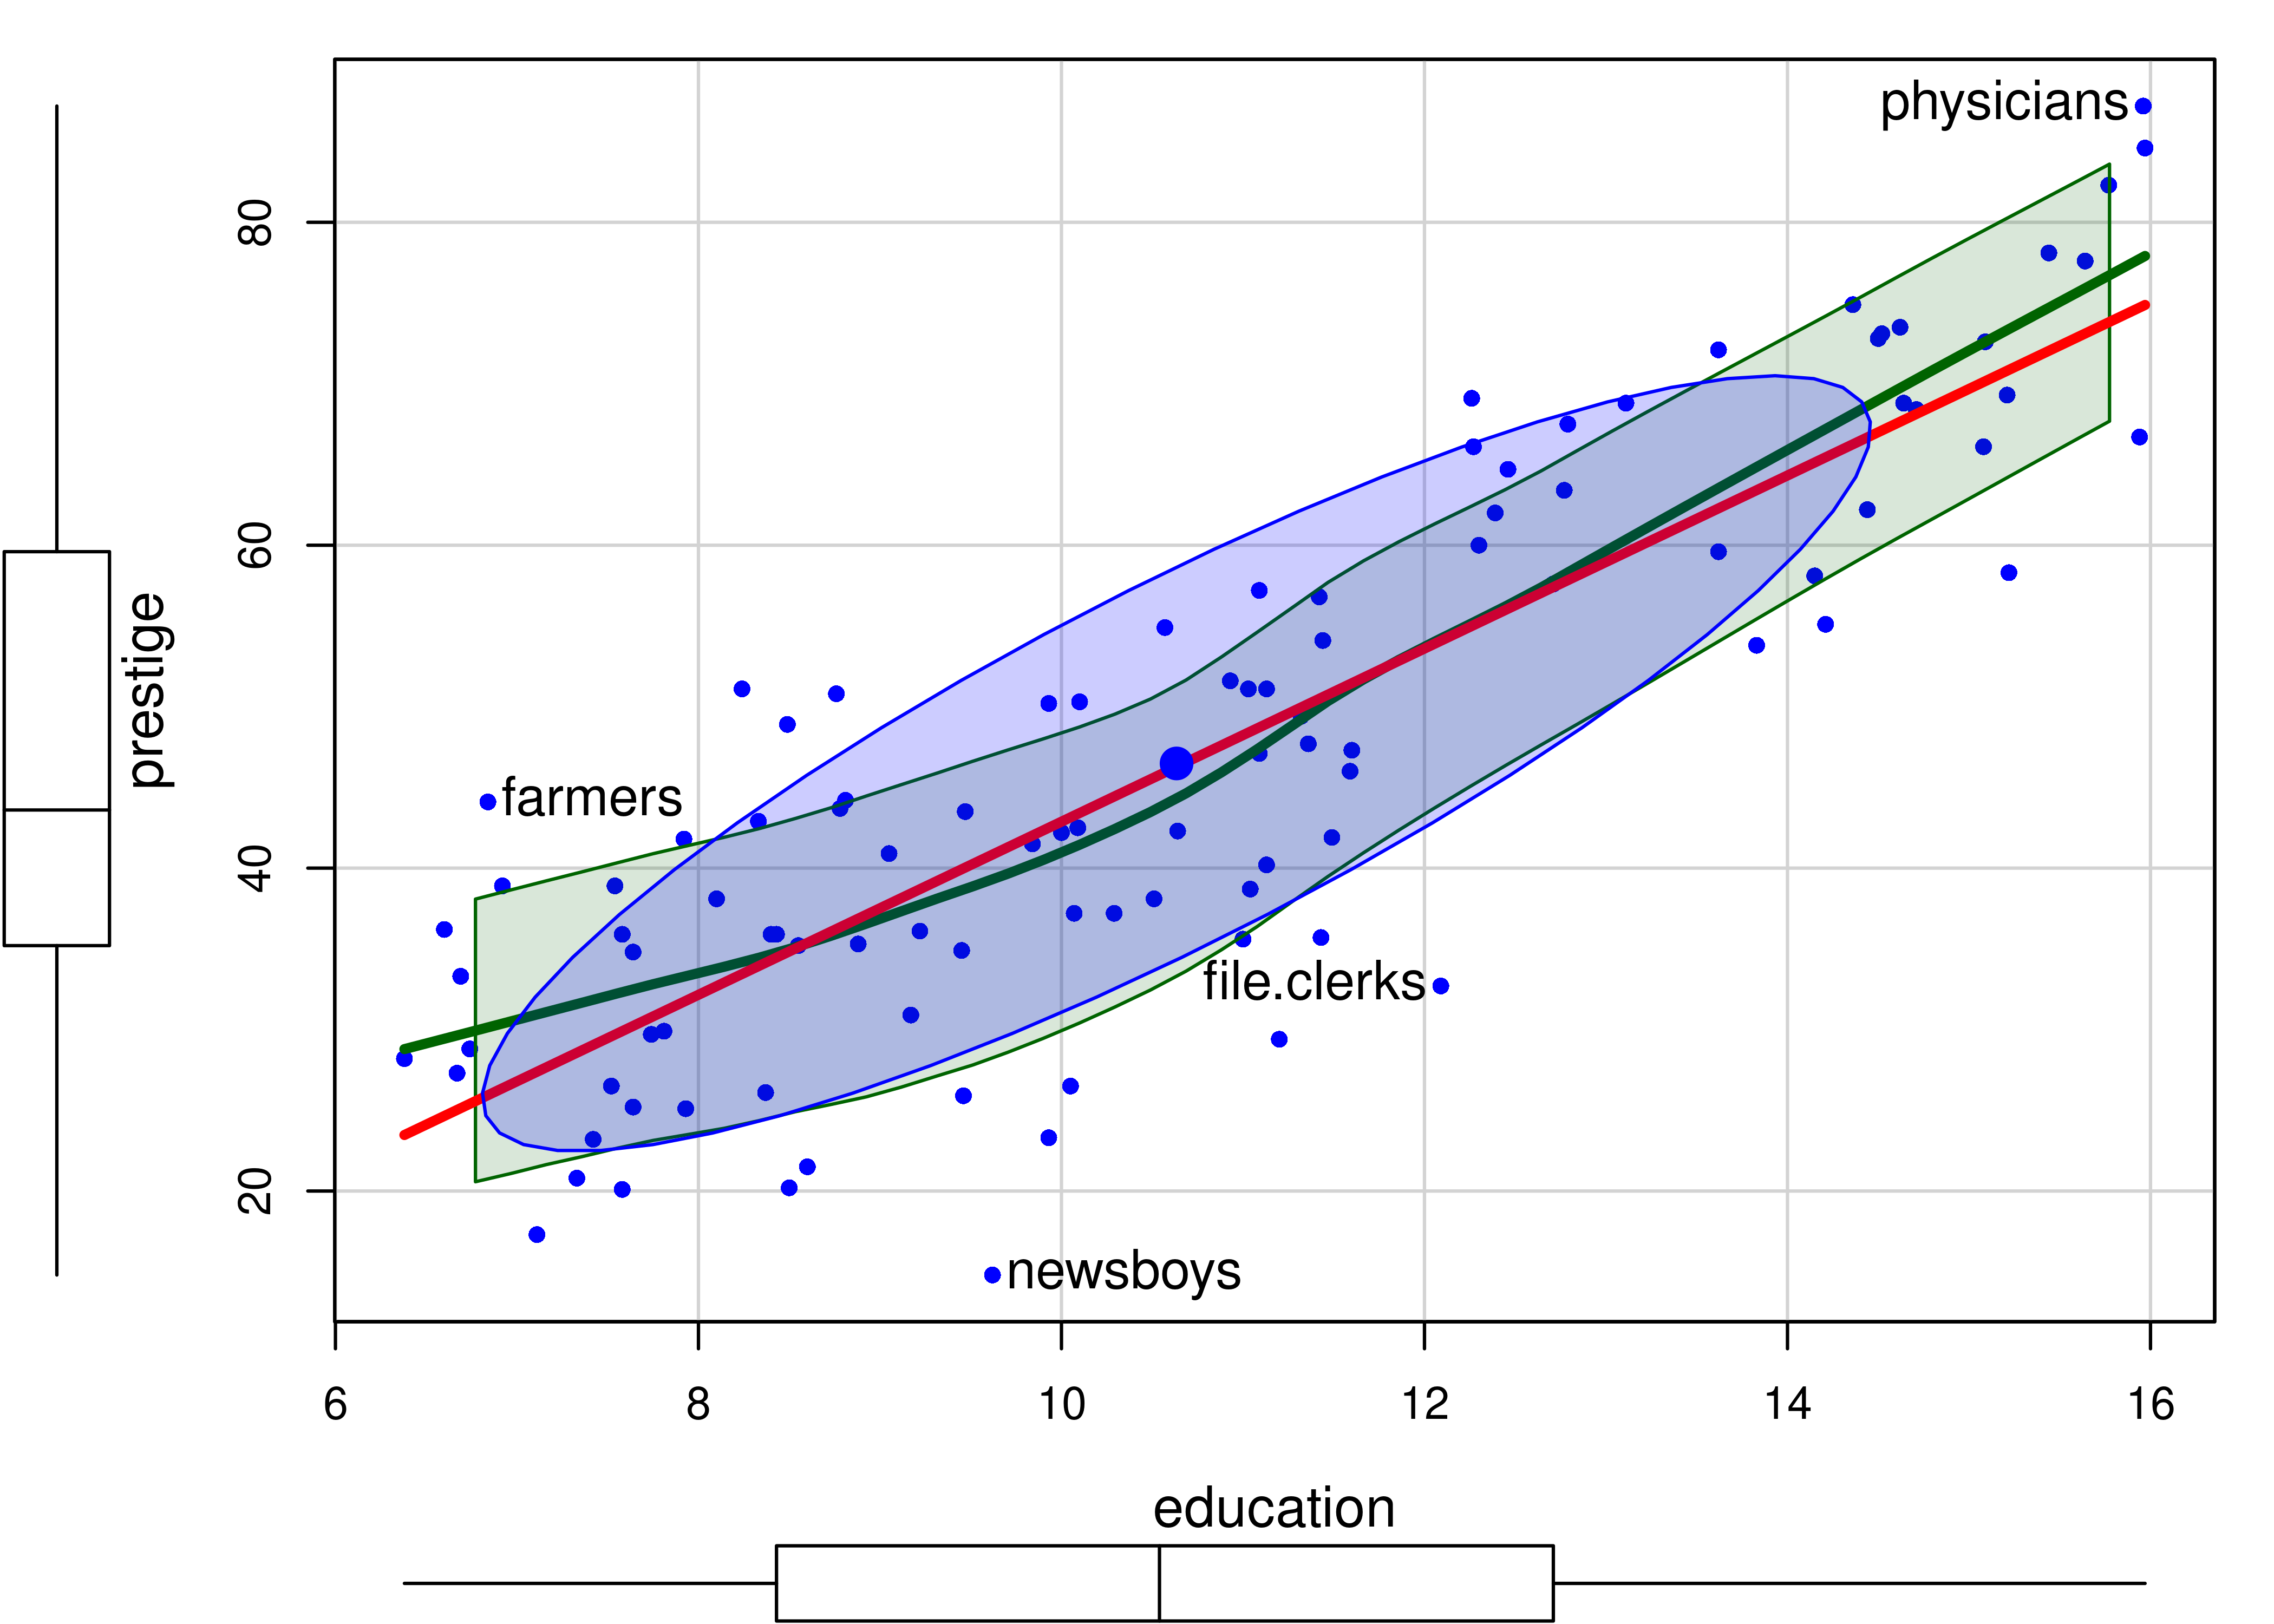 physicians
80
60
prestige
farmers
40
file.clerks
20
newsboys
6 8 10 12 14 16
education